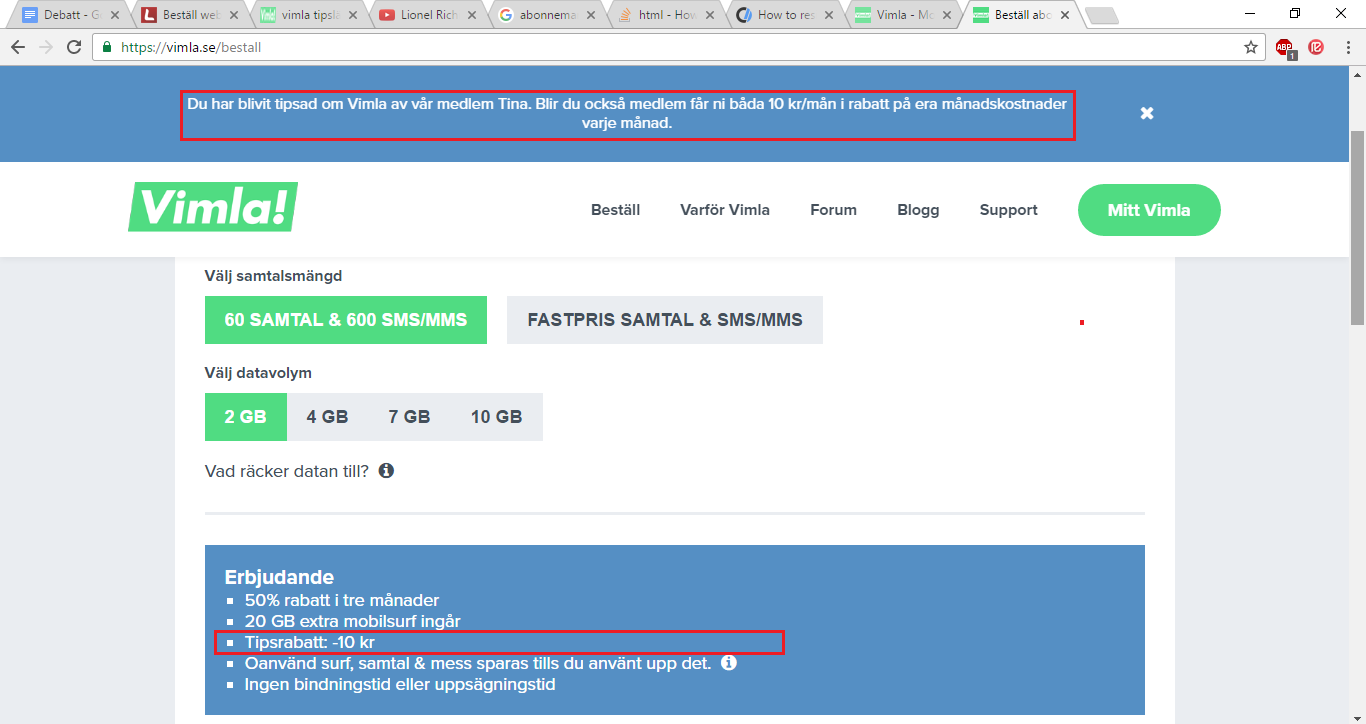 Debatt - G
Beställ web
vimla tipslä
Lionel Rich
abonnema
html - How
How to res
Vimla - Mo
Beställ abo
https://vimla.se/bestall
ABP
1
Du har blivit tipsad om Vimla av vår medlem Tina. Blir du också medlem får ni båda 10 kr/mån i rabatt på era månadskostnader
varje månad.
Vimla!
Beställ
Varför Vimla
Forum
Blogg
Support
Mitt Vimla
Välj samtalsmängd
60 SAMTAL & 600 SMS/MMS
FASTPRIS SAMTAL & SMS/MMS
Välj datavolym
2 GB
4 GB
7 GB
10 GB
Vad räcker datan till?
Erbjudande
50% rabatt i tre månader
20 GB extra mobilsurf ingår
Tipsrabatt: -10 kr
Oanvänd surf, samtal & mess sparas tills du använt upp det.
Ingen bindningstid eller uppsägningstid